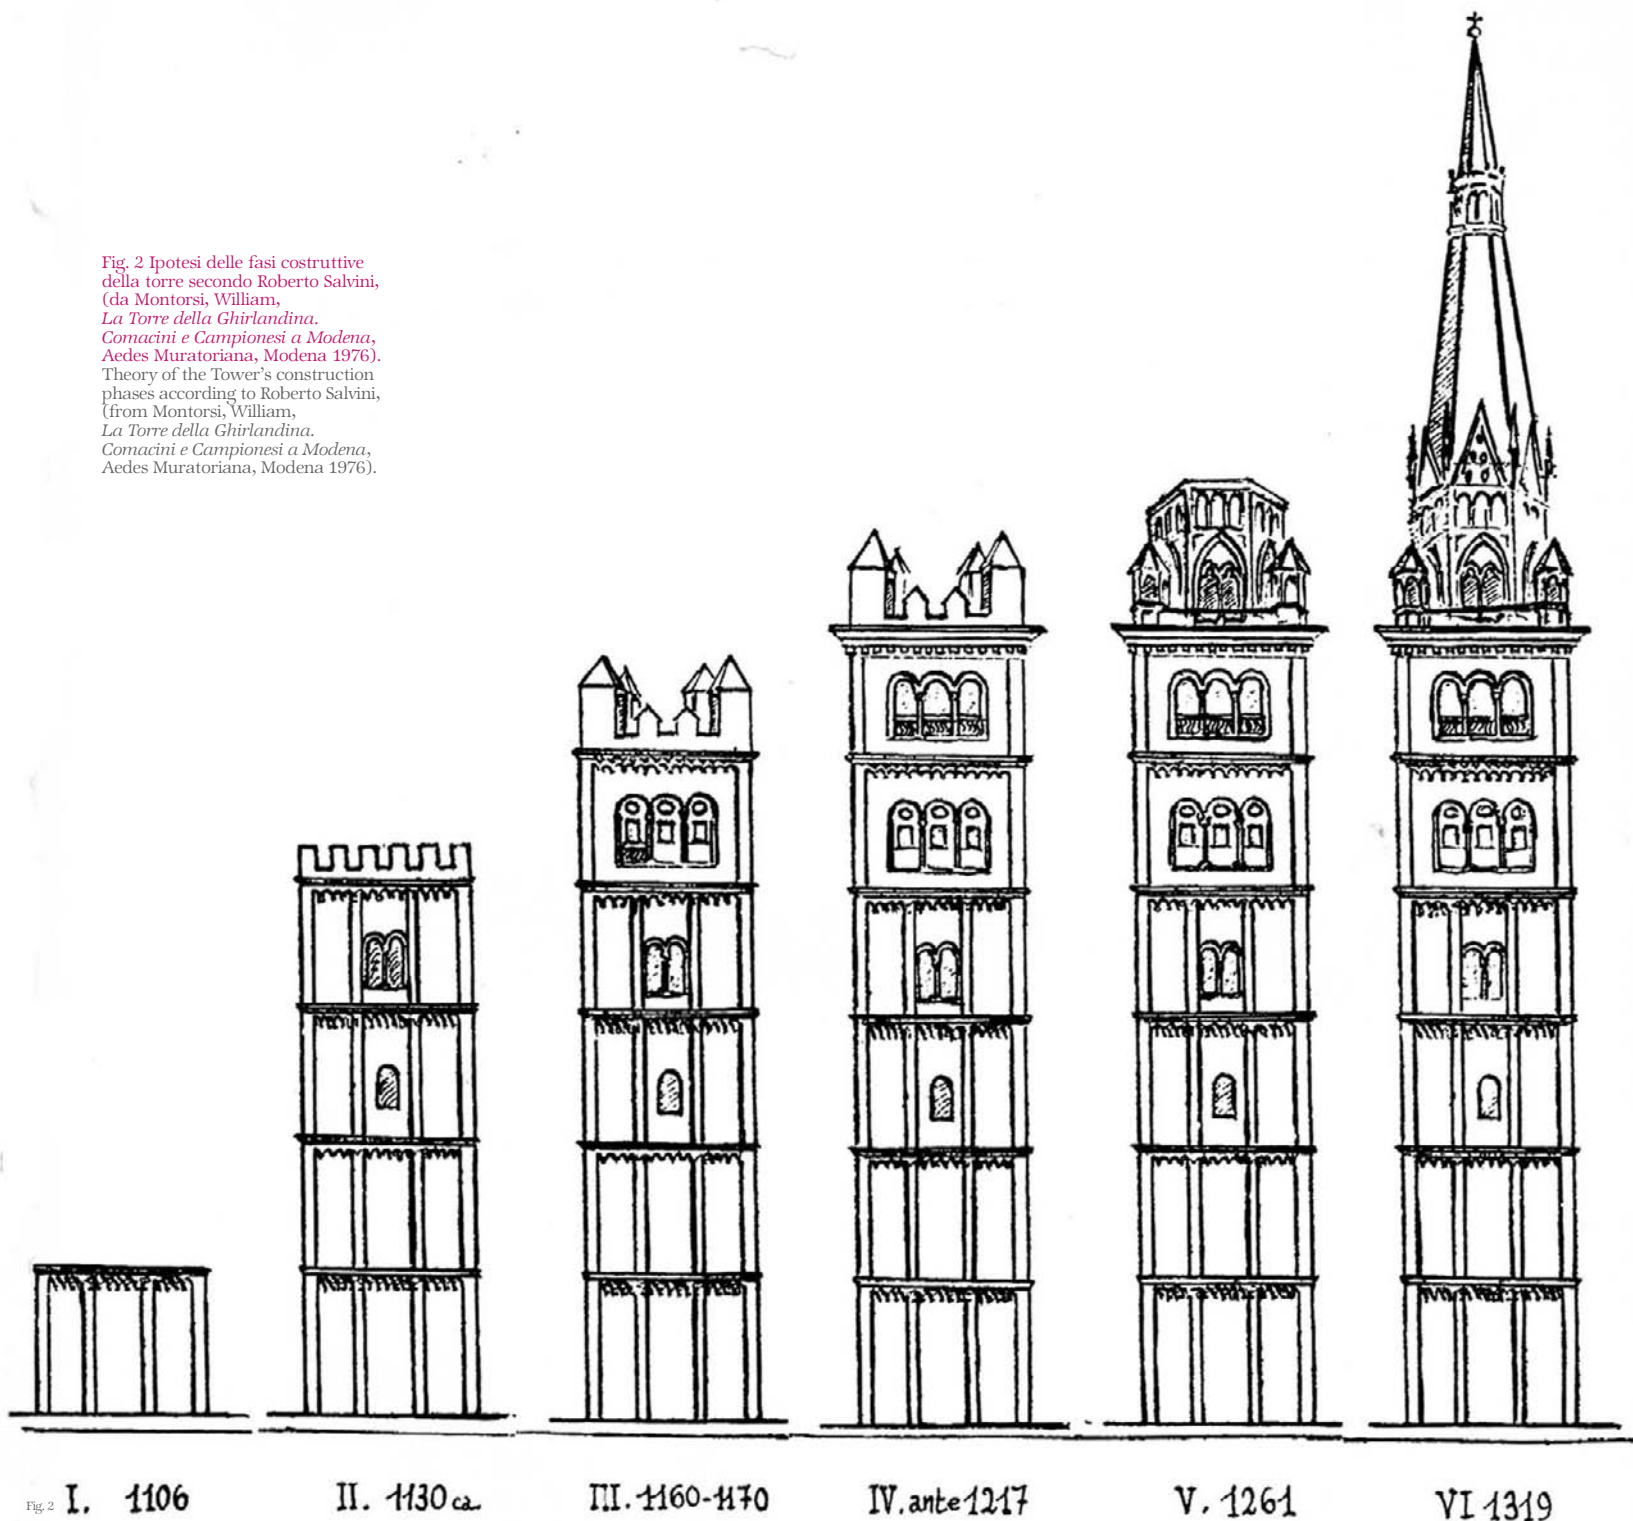 Fig. 2 Ipotesi delle fasi costruttive
della torre secondo Roberto Salvini,
(da Montorsi, William,
La Torre della Ghirlandina.
Comacini e Campionesi a Modena,
Aedes Muratoriana, Modena 1976).
Theory of the Tower's construction
phases according to Roberto Salvini,
(from Montorsi, William,
La Torre della Ghirlandina.
Comacini e Campionesi a Modena,
Aedes Muratoriana, Modena 1976).
Fig. 2
I. 1106
II. 1130 ca.
III. 1160-1170
IV. ante 1217
V. 1261
VI 1319